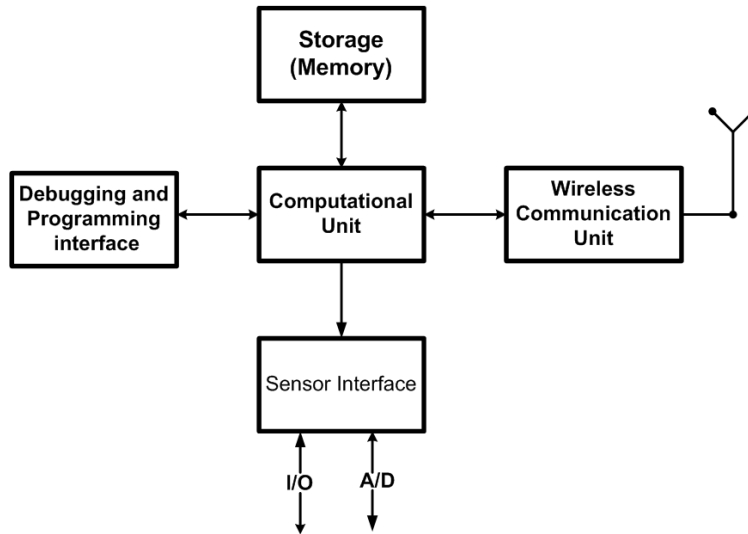 Storage
(Memory)
Debugging and
Programming
interface
Computational
Unit
Wireless
Communication
Unit
Sensor Interface
I/O
A/D